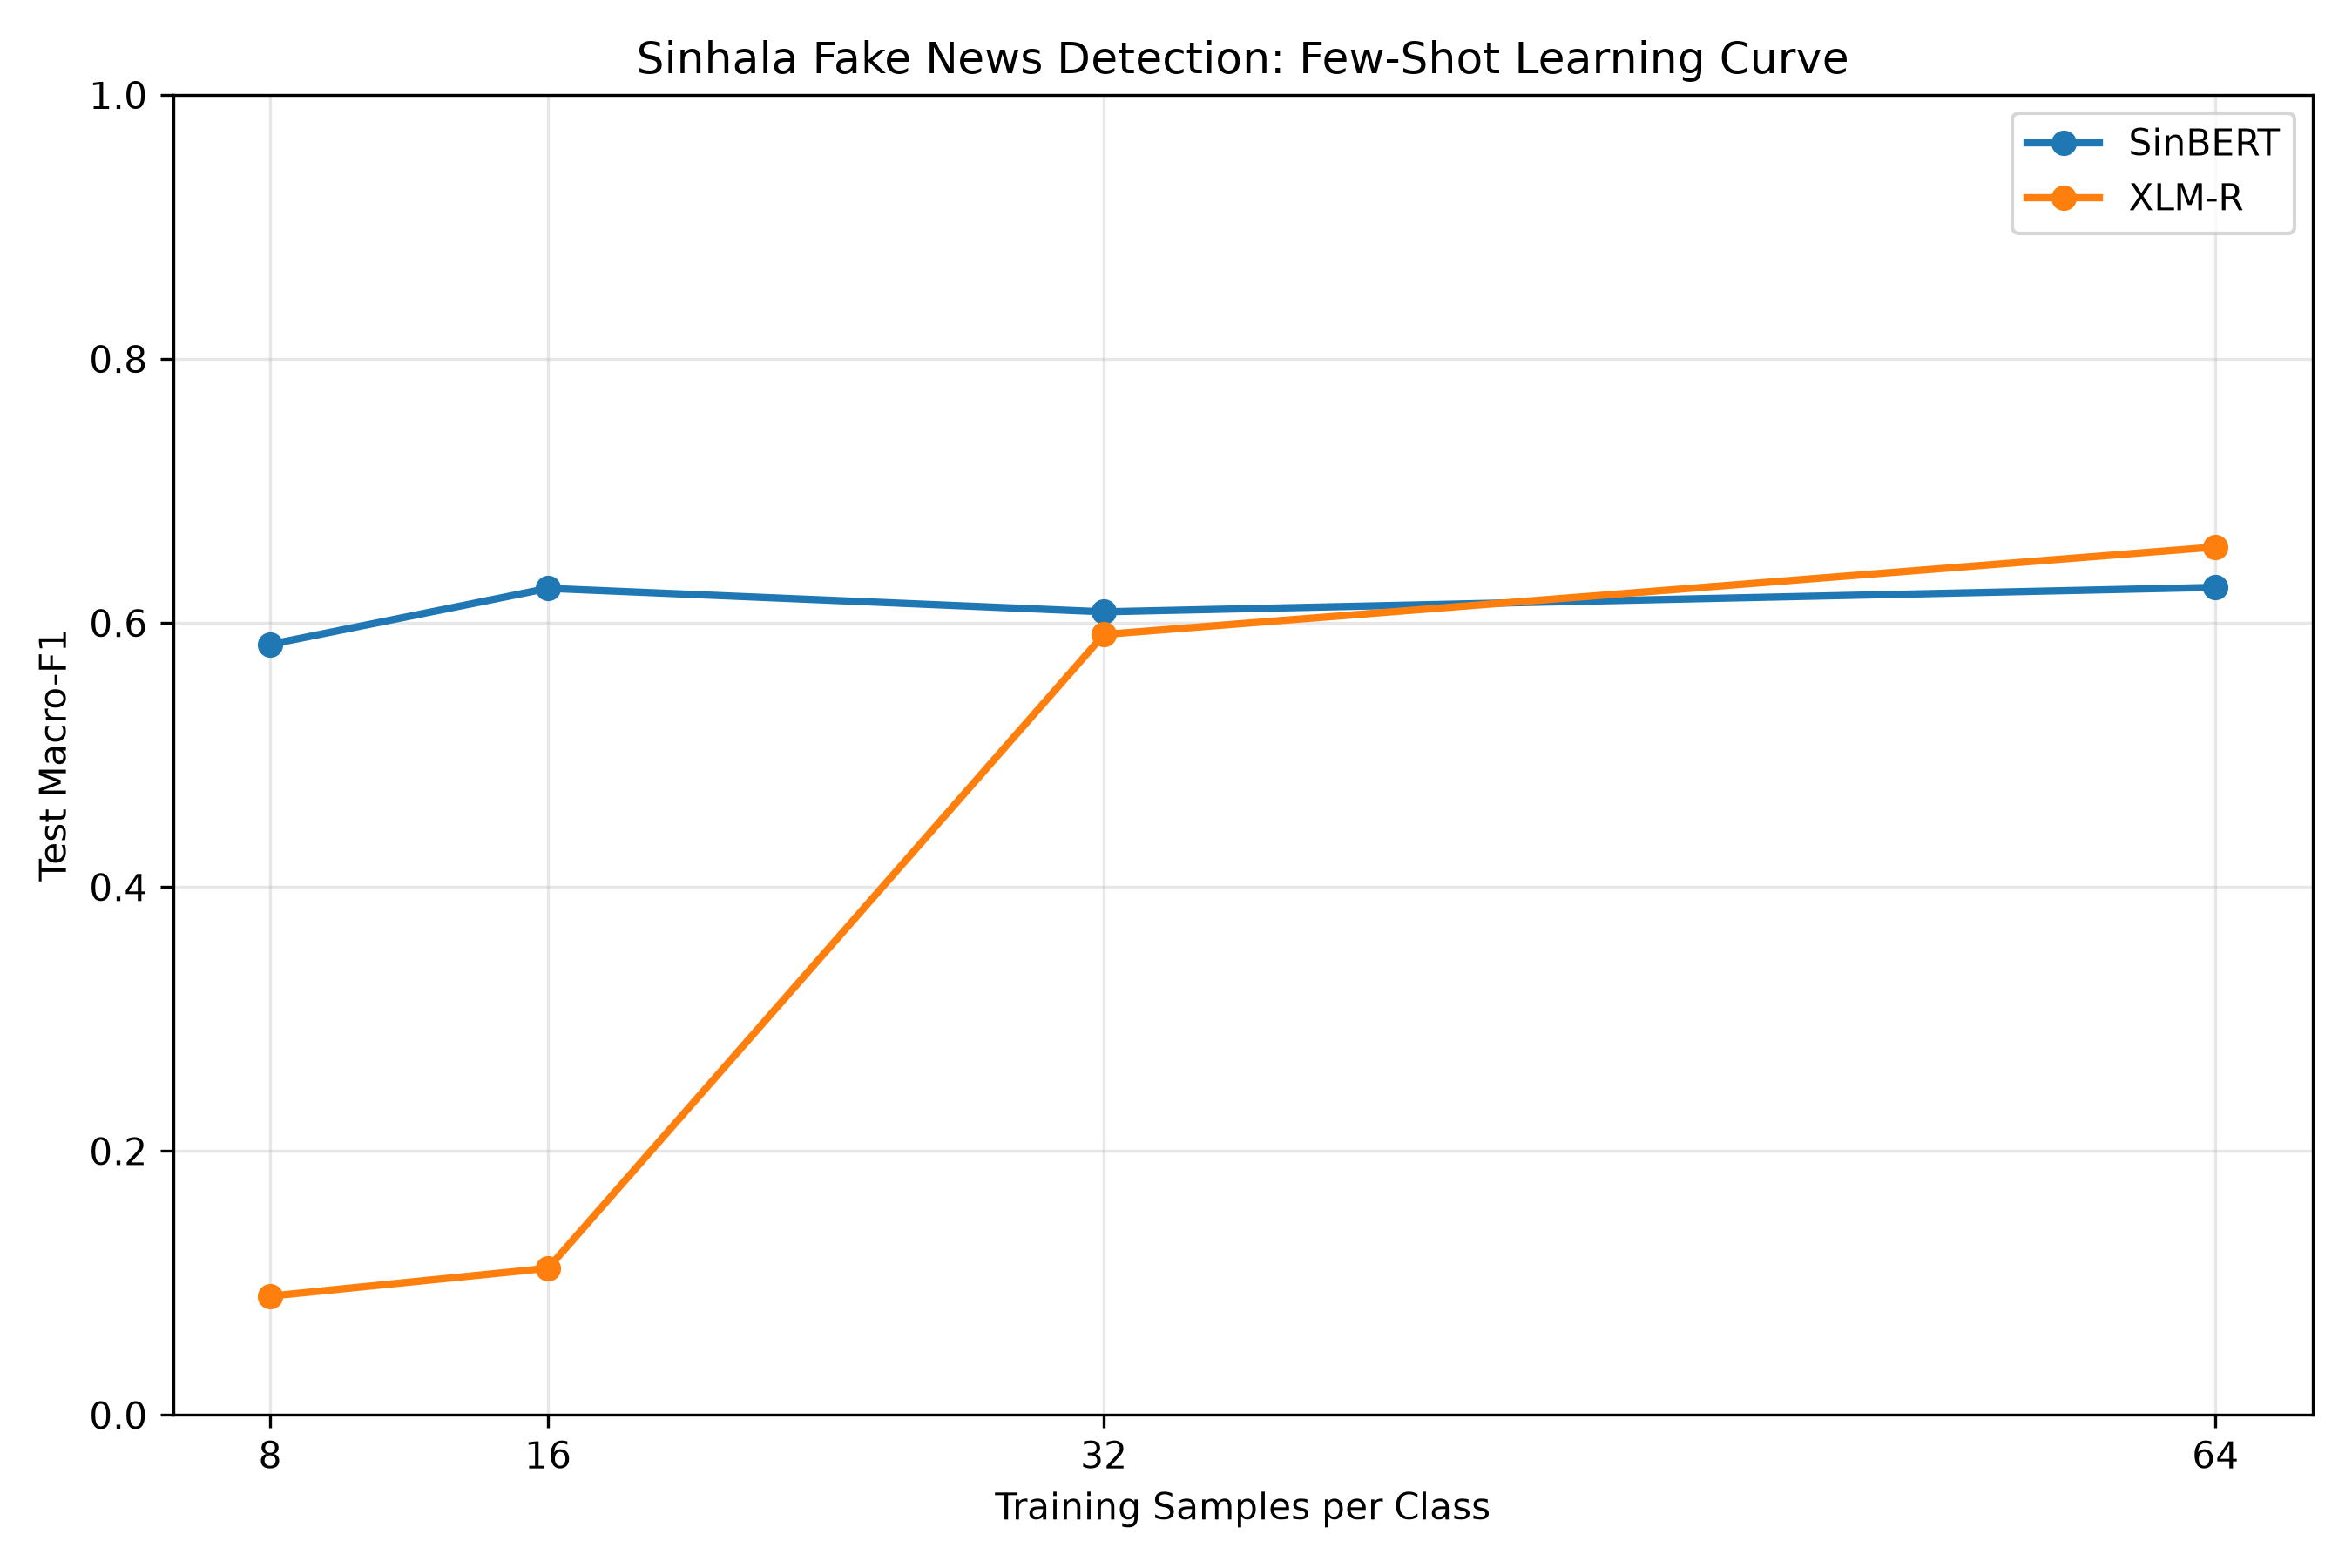 Sinhala Fake News Detection: Few-Shot Learning Curve
SinBERT
XLM-R
Test Macro-F1
1.0
0.8
0.6
0.4
0.2
0.0
8 16 32 64
Training Samples per Class